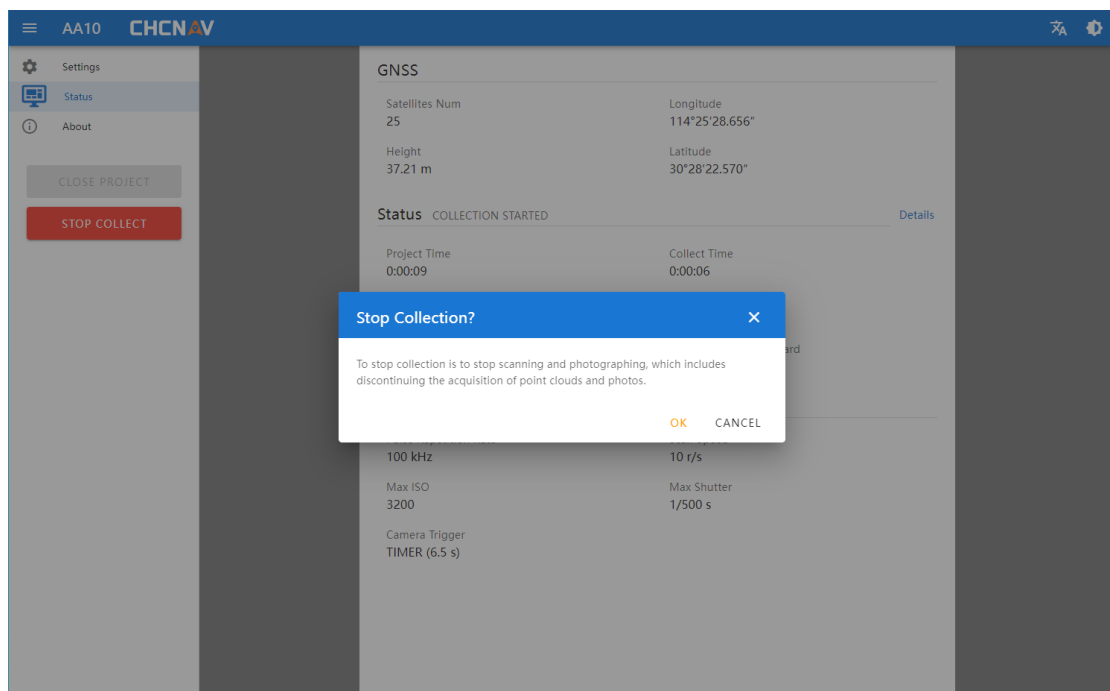 AA10 CHCNAV
Settings
Status
About
CLOSE PROJECT
STOP COLLECT
GNSS
Satellites Num Longitude
25 114°25'28.656"
Height Latitude
37.21 m 30°28'22.570"
Status COLLECTION STARTED Details
Project Time Collect Time
0:00:09 0:00:06
Stop Collection?
To stop collection is to stop scanning and photographing, which includes
discontinuing the acquisition of point clouds and photos.
OK CANCEL
100 kHz 10 r/s
Max ISO Max Shutter
3200 1/500 s
Camera Trigger
TIMER (6.5 s)